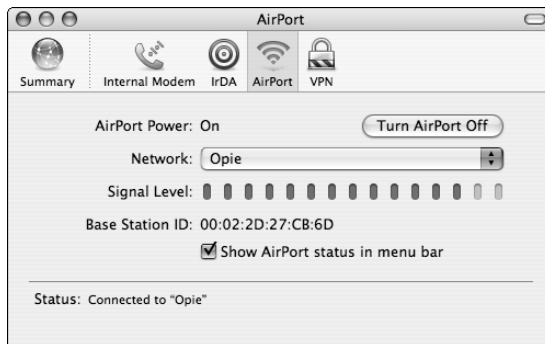 AirPort
Summary Internal Modem IrDA AirPort VPN
AirPort Power: On Turn AirPort Off
Network: Opie
Signal Level:
Base Station ID: 00:02:2D:27:CB:6D
Show AirPort status in menu bar
Status: Connected to “Opie”